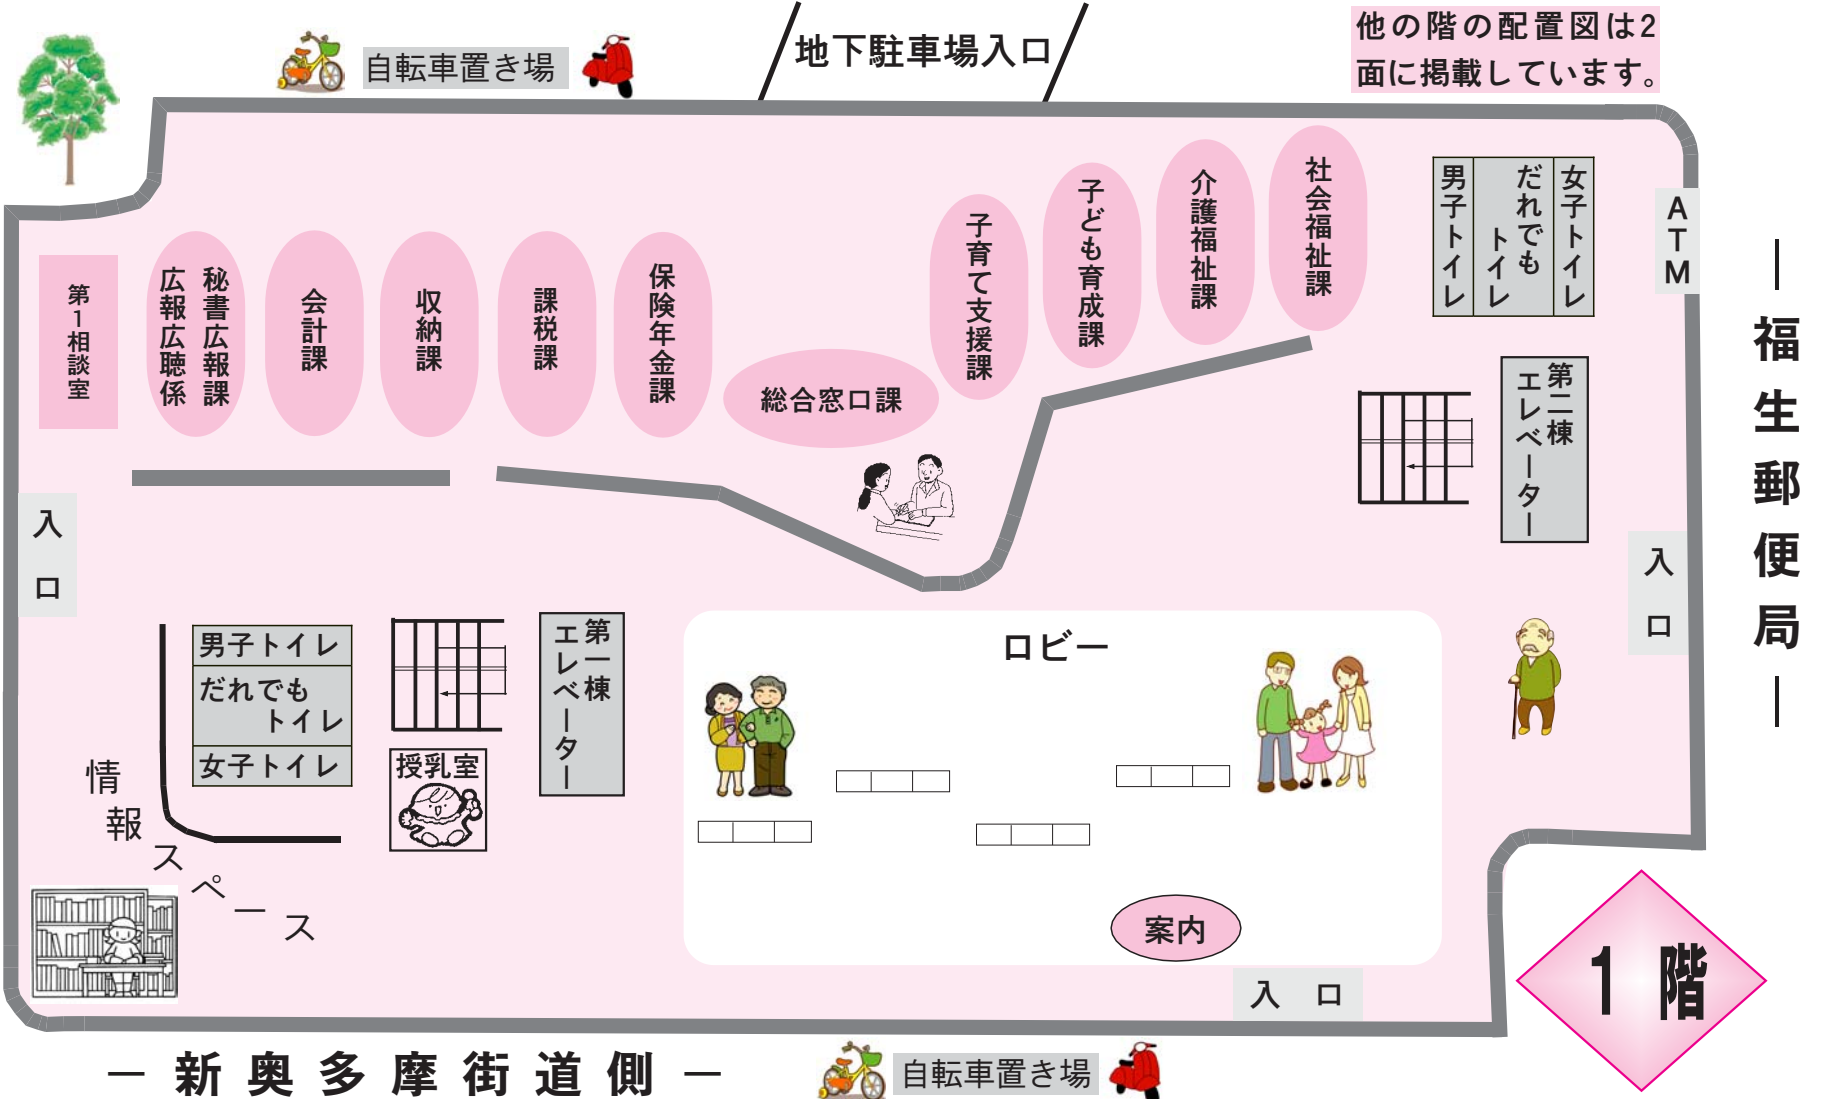 自転車置き場
地下駐車場入口
他の階の配置図は2
面に掲載しています。
第1相談室
秘書広報課
広報広聴係
会計課
収納課
課税課
保険年金課
総合窓口課
子育て支援課
子ども育成課
介護福祉課
社会福祉課
男子トイレ
だれでも
トイレ
女子トイレ
ATM
第二棟
エレベーター
入口
入口
ー福生郵便局ー
男子トイレ
だれでも
トイレ
女子トイレ
第一棟
エレベーター
授乳室
情報スペース
ロビー
案内
入口
1階
ー新奥多摩街道側ー
自転車置き場